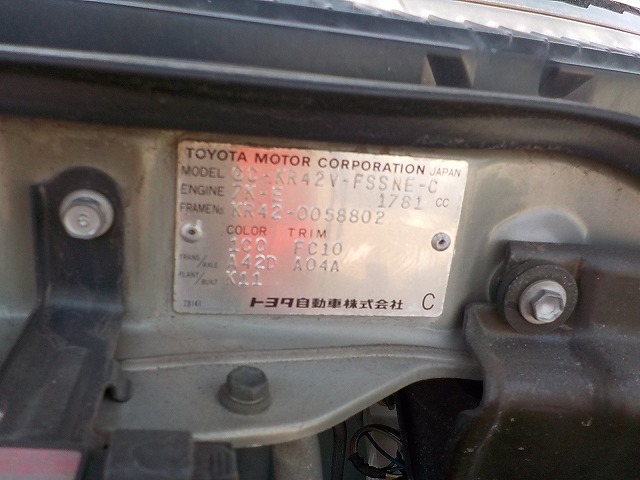 TOYOTA MOTOR CORPORATION JAPAN
MODEL GC-KR42V-FSSNE-C
ENGINE 7K-E 1781 CC
FRAME No. KR42-0058802
COLOR TRIM
1C0 FC10
TRANS/AXLE A42D A04A
PLANT/BUILT K11
トヨタ自動車株式会社 C